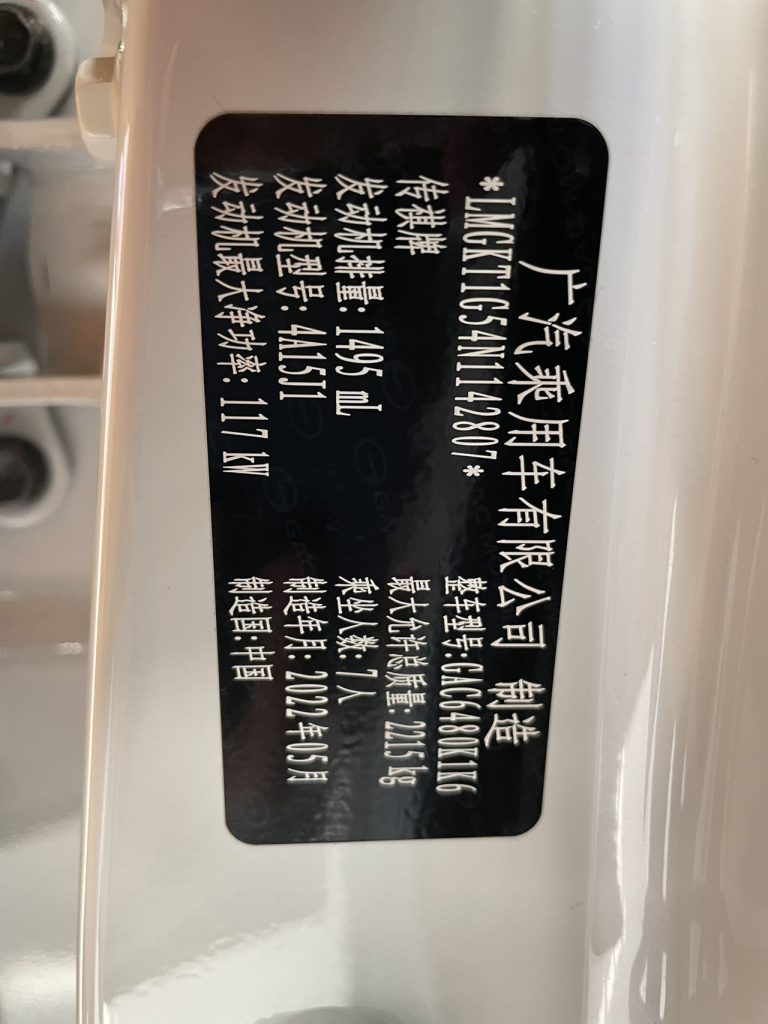 广汽乘用车有限公司 制造
*LMGKT1G54N1142807* 整车型号:GAC6480K1K6
传祺牌 最大允许总质量: 2215 kg
发动机排量: 1495 mL 乘坐人数: 7人
发动机型号: 4A15J1 制造年月: 2022年05月
发动机最大净功率: 117 kW 制造国: 中国